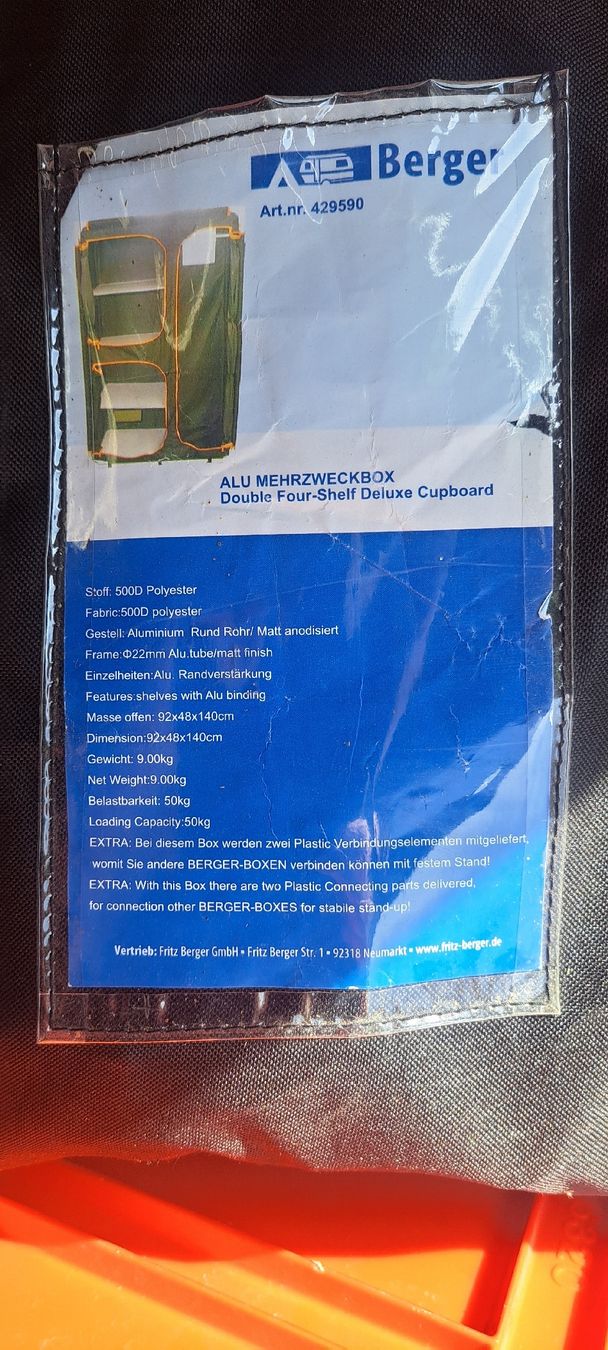 Berger
Art.nr. 429590
ALU MEHRZWECKBOX
Double Four-Shelf Deluxe Cupboard
Stoff: 500D Polyester
Fabric:500D polyester
Gestell: Aluminium Rund Rohr/ Matt anodisiert
Frame:Φ22mm Alu.tube/matt finish
Einzelheiten:Alu. Randverstärkung
Features:shelves with Alu binding
Masse offen: 92x48x140cm
Dimension:92x48x140cm
Gewicht: 9.00kg
Net Weight:9.00kg
Belastbarkeit: 50kg
Loading Capacity:50kg
EXTRA: Bei diesem Box werden zwei Plastic Verbindungselementen mitgeliefert,
womit Sie andere BERGER-BOXEN verbinden können mit festem Stand!
EXTRA: With this Box there are two Plastic Connecting parts delivered,
for connection other BERGER-BOXES for stabile stand-up!
Vertrieb: Fritz Berger GmbH ▪ Fritz Berger Str. 1 ▪ 92318 Neumarkt ▪ www.fritz-berger.de